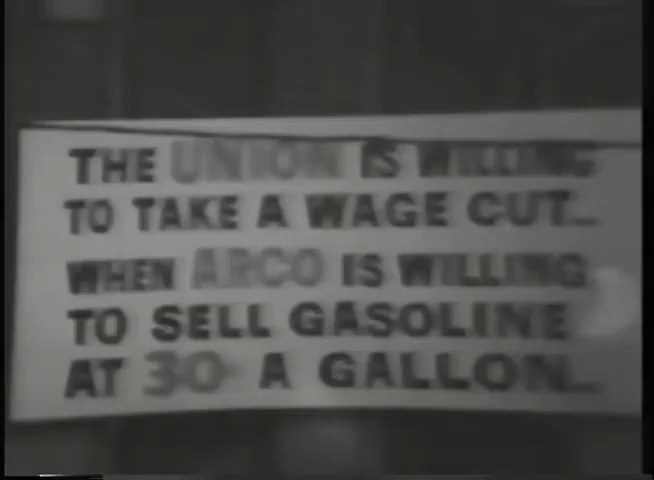 THE UNION IS WILLING
TO TAKE A WAGE CUT...
WHEN ARCO IS WILLING
TO SELL GASOLINE
AT 30¢ A GALLON...